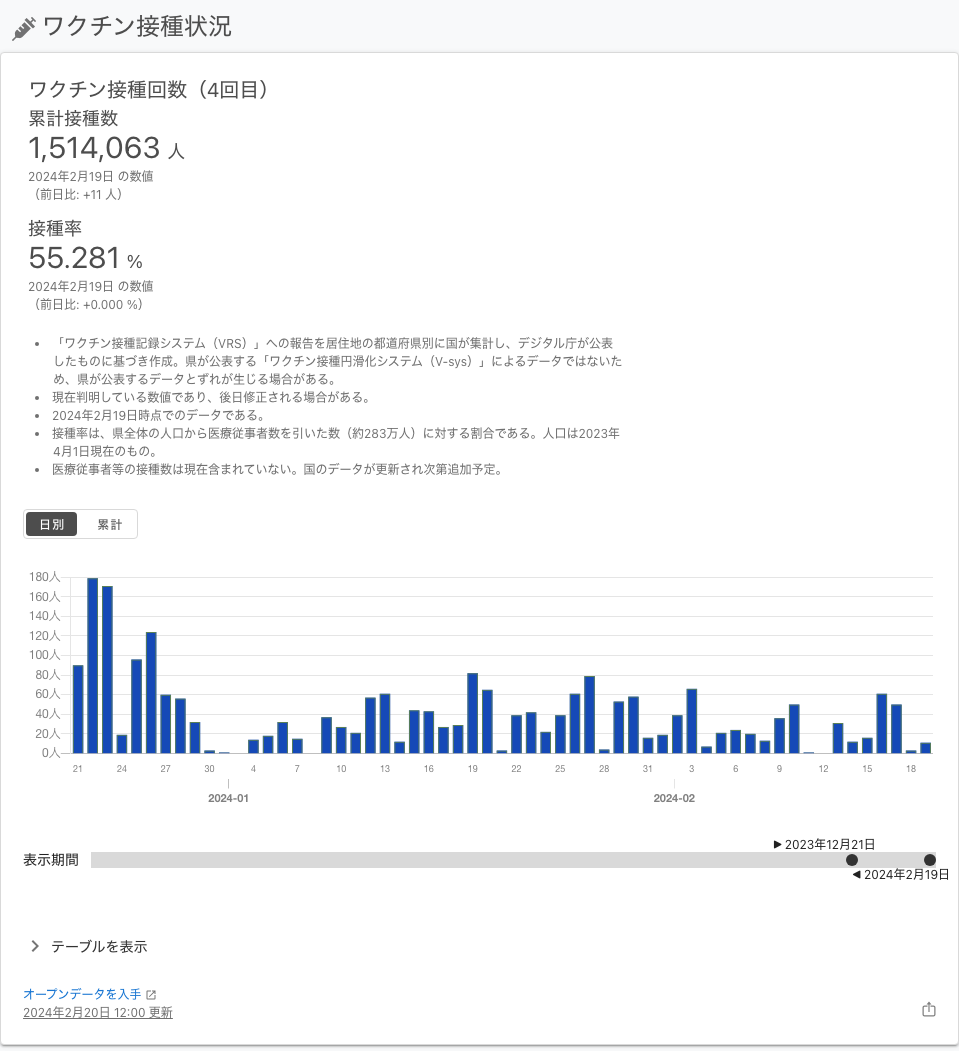 ワクチン接種状況
ワクチン接種回数（4回目）
累計接種数
1,514,063 人
2024年2月19日 の数値
（前日比: +11 人）
接種率
55.281 %
2024年2月19日 の数値
（前日比: +0.000 %）
• 「ワクチン接種記録システム（VRS）」への報告を居住地の都道府県別に国が集計し、デジタル庁が公表
したものに基づき作成。県が公表する「ワクチン接種円滑化システム（V-sys）」によるデータではないた
め、県が公表するデータとずれが生じる場合がある。
• 現在判明している数値であり、後日修正される場合がある。
• 2024年2月19日時点でのデータである。
• 接種率は、県全体の人口から医療従事者数を引いた数（約283万人）に対する割合である。人口は2023年
4月1日現在のもの。
• 医療従事者等の接種数は現在含まれていない。国のデータが更新され次第追加予定。
日別 累計
180人
160人
140人
120人
100人
80人
60人
40人
20人
0人
21 24 27 30 4 7 10 13 16 19 22 25 28 31 3 6 9 12 15 18
2024-01 2024-02
▶ 2023年12月21日
表示期間
◀ 2024年2月19日
テーブルを表示
オープンデータを入手
2024年2月20日 12:00 更新